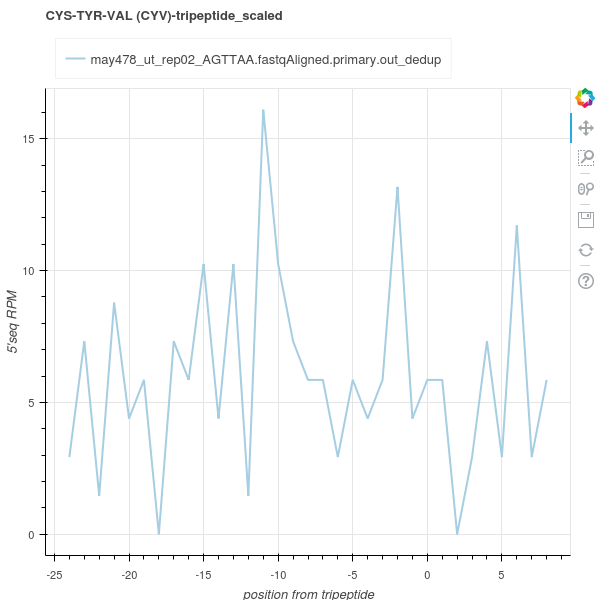 CYS-TYR-VAL (CYV)-tripeptide_scaled
may478_ut_rep02_AGTTAA.fastqAligned.primary.out_dedup
15
10
5
0
5'seq RPM
-25 -20 -15 -10 -5 0 5
position from tripeptide